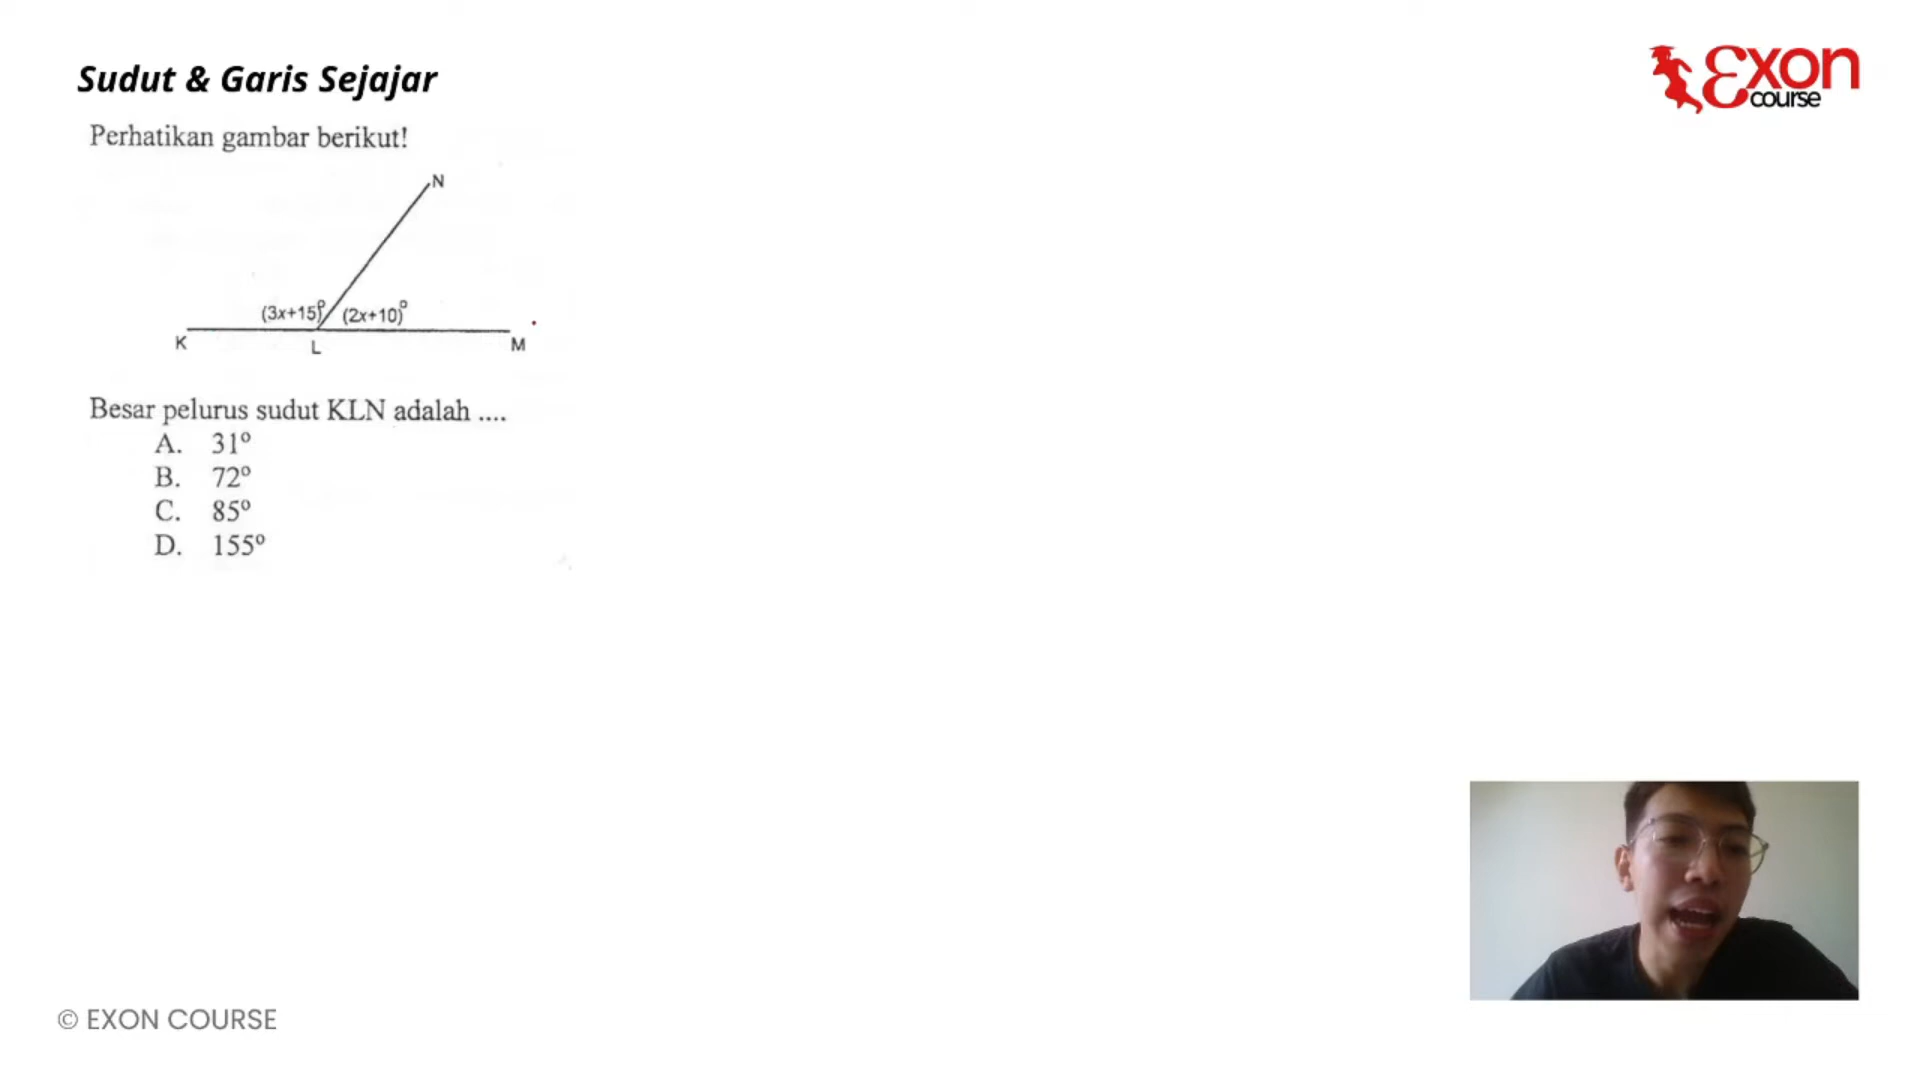 Sudut & Garis Sejajar
εxon
course
Perhatikan gambar berikut!
N
(3x+15)° (2x+10)°
K L M
Besar pelurus sudut KLN adalah ....
A. 31°
B. 72°
C. 85°
D. 155°
© EXON COURSE